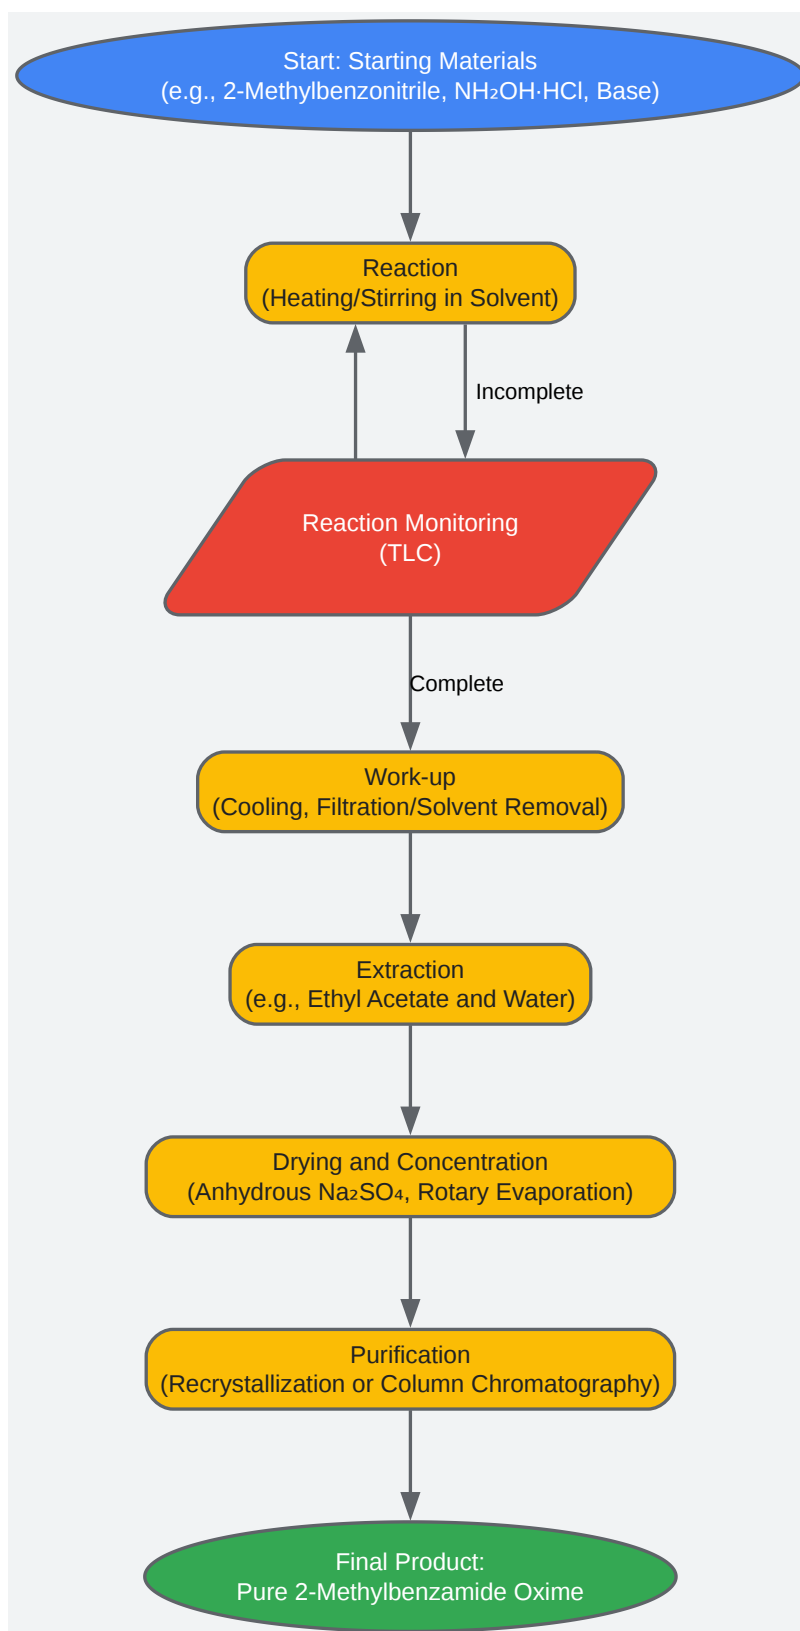 Start: Starting Materials
(e.g., 2-Methylbenzonitrile, NH₂OH·HCl, Base)
Reaction
(Heating/Stirring in Solvent)
Incomplete
Reaction Monitoring
(TLC)
Complete
Work-up
(Cooling, Filtration/Solvent Removal)
Extraction
(e.g., Ethyl Acetate and Water)
Drying and Concentration
(Anhydrous Na₂SO₄, Rotary Evaporation)
Purification
(Recrystallization or Column Chromatography)
Final Product:
Pure 2-Methylbenzamide Oxime